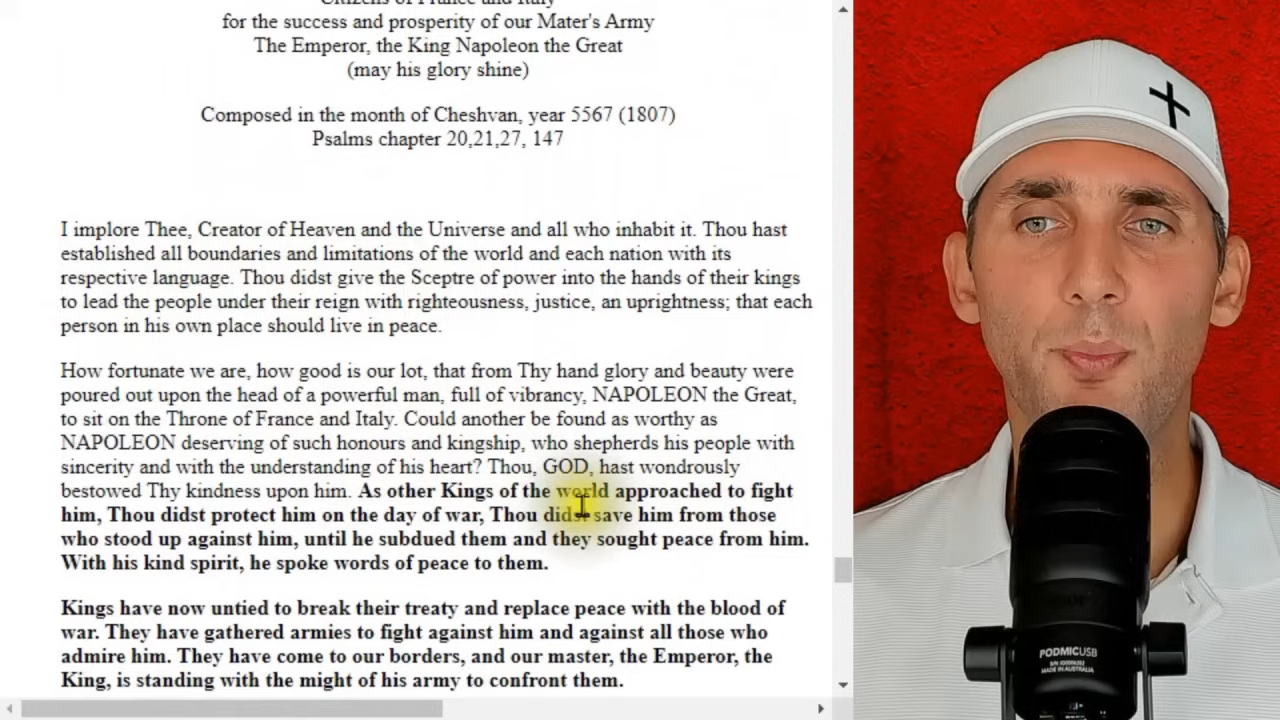 Citizens of France and Italy
for the success and prosperity of our Mater's Army
The Emperor, the King Napoleon the Great
(may his glory shine)
Composed in the month of Cheshvan, year 5567 (1807)
Psalms chapter 20,21,27, 147
I implore Thee, Creator of Heaven and the Universe and all who inhabit it. Thou hast
established all boundaries and limitations of the world and each nation with its
respective language. Thou didst give the Sceptre of power into the hands of their kings
to lead the people under their reign with righteousness, justice, an uprightness; that each
person in his own place should live in peace.
How fortunate we are, how good is our lot, that from Thy hand glory and beauty were
poured out upon the head of a powerful man, full of vibrancy, NAPOLEON the Great,
to sit on the Throne of France and Italy. Could another be found as worthy as
NAPOLEON deserving of such honours and kingship, who shepherds his people with
sincerity and with the understanding of his heart? Thou, GOD, hast wondrously
bestowed Thy kindness upon him. As other Kings of the world approached to fight
him, Thou didst protect him on the day of war, Thou didst save him from those
who stood up against him, until he subdued them and they sought peace from him.
With his kind spirit, he spoke words of peace to them.
Kings have now untied to break their treaty and replace peace with the blood of
war. They have gathered armies to fight against him and against all those who
admire him. They have come to our borders, and our master, the Emperor, the
King, is standing with the might of his army to confront them.
PODMICUSB
MADE IN AUSTRALIA